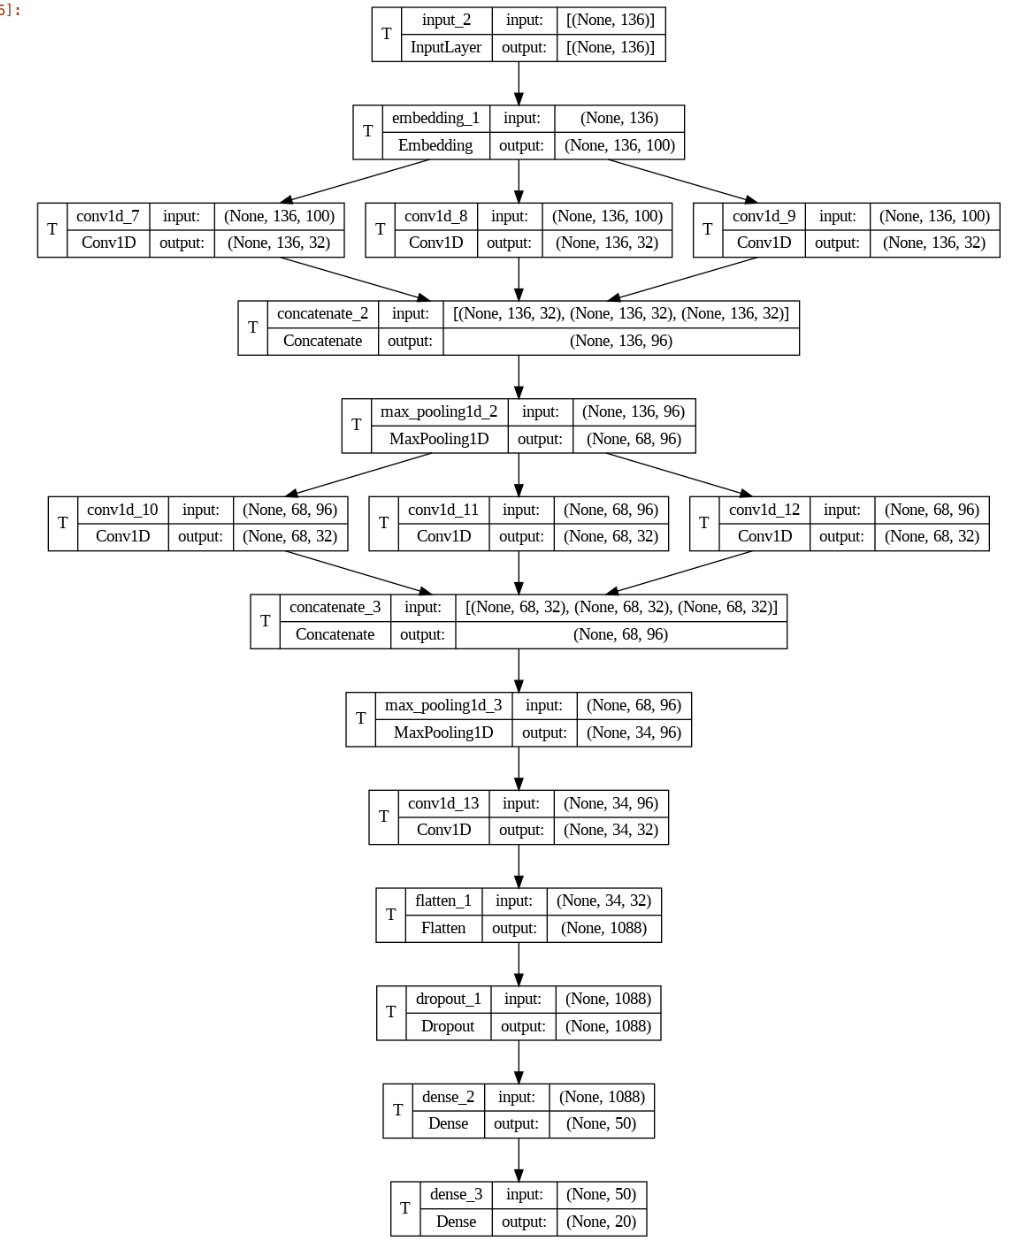 6]:
T input_2 input: [(None, 136)]
InputLayer output: [(None, 136)]
T embedding_1 input: (None, 136)
Embedding output: (None, 136, 100)
T conv1d_7 input: (None, 136, 100)
Conv1D output: (None, 136, 32)
T conv1d_8 input: (None, 136, 100)
Conv1D output: (None, 136, 32)
T conv1d_9 input: (None, 136, 100)
Conv1D output: (None, 136, 32)
T concatenate_2 input: [(None, 136, 32), (None, 136, 32), (None, 136, 32)]
Concatenate output: (None, 136, 96)
T max_pooling1d_2 input: (None, 136, 96)
MaxPooling1D output: (None, 68, 96)
T conv1d_10 input: (None, 68, 96)
Conv1D output: (None, 68, 32)
T conv1d_11 input: (None, 68, 96)
Conv1D output: (None, 68, 32)
T conv1d_12 input: (None, 68, 96)
Conv1D output: (None, 68, 32)
T concatenate_3 input: [(None, 68, 32), (None, 68, 32), (None, 68, 32)]
Concatenate output: (None, 68, 96)
T max_pooling1d_3 input: (None, 68, 96)
MaxPooling1D output: (None, 34, 96)
T conv1d_13 input: (None, 34, 96)
Conv1D output: (None, 34, 32)
T flatten_1 input: (None, 34, 32)
Flatten output: (None, 1088)
T dropout_1 input: (None, 1088)
Dropout output: (None, 1088)
T dense_2 input: (None, 1088)
Dense output: (None, 50)
T dense_3 input: (None, 50)
Dense output: (None, 20)